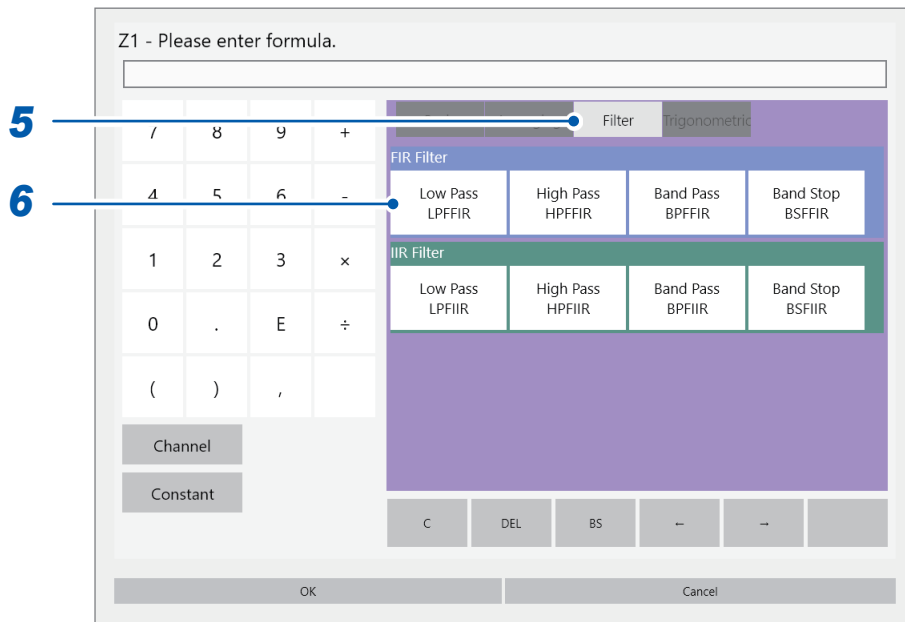 Z1 - Please enter formula.
5
7 8 9 +
Filter Trigonometric
FIR Filter
6
4 5 6 -
Low Pass High Pass Band Pass Band Stop
LPFFIR HPFFIR BPFFIR BSFFIR
IIR Filter
1 2 3 ×
Low Pass High Pass Band Pass Band Stop
LPFIIR HPFIIR BPFIIR BSFIIR
0 . E ÷
( ) ,
Channel
Constant
C DEL BS ← →
OK Cancel